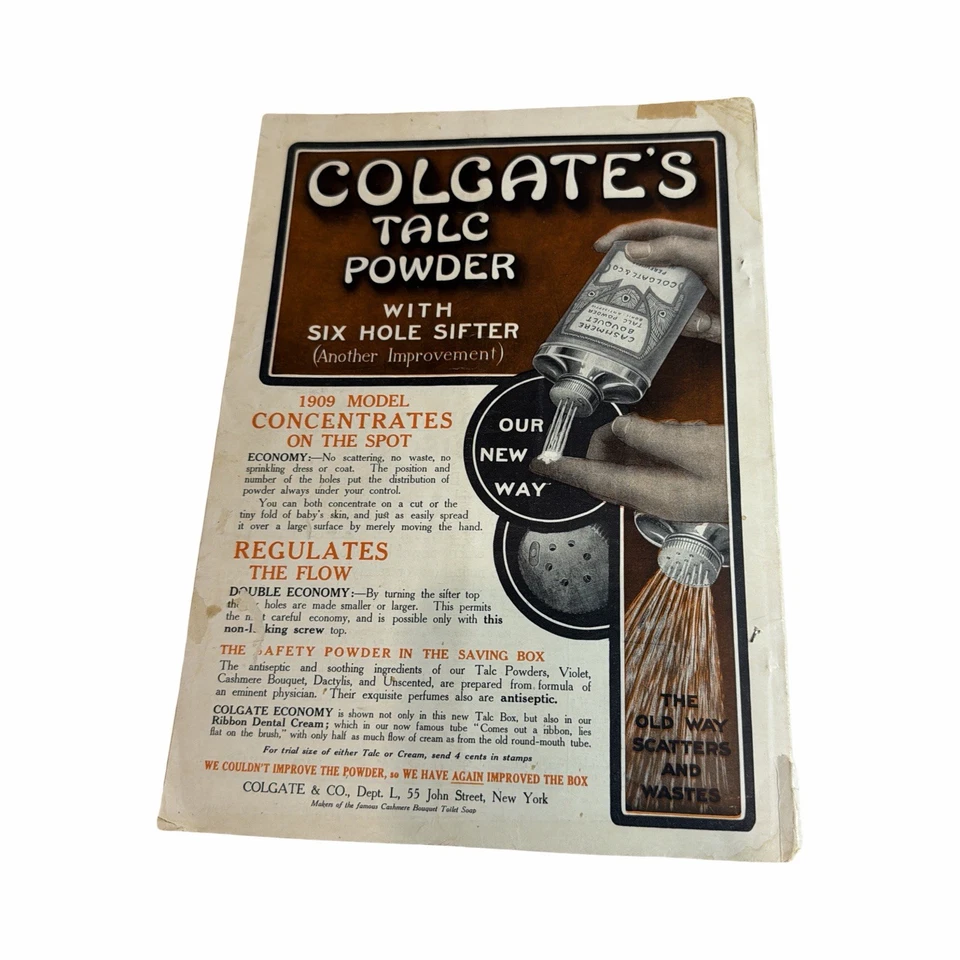 COLGATE'S
TALC
POWDER
WITH
SIX HOLE SIFTER
(Another Improvement)
COLGATE & CO.
CASHMERE
BOUQUET
TALC POWDER
1909 MODEL
CONCENTRATES
ON THE SPOT
OUR
NEW
WAY
ECONOMY:—No scattering, no waste, no
sprinkling dress or coat. The position and
number of the holes put the distribution of
powder always under your control.
You can both concentrate on a cut or the
tiny fold of baby's skin, and just as easily spread
it over a large surface by merely moving the hand.
REGULATES
THE FLOW
DOUBLE ECONOMY:—By turning the sifter top
holes are made smaller or larger. This permits
the careful economy, and is possible only with this
screw top.
THE SAFETY POWDER IN THE SAVING BOX
The antiseptic and soothing ingredients of our Talc Powders, Violet,
Cashmere Bouquet, Dactylis, and Unscented, are prepared from formula of
an eminent physician. Their exquisite perfumes also are antiseptic.
COLGATE ECONOMY is shown not only in this new Talc Box, but also in our
Ribbon Dental Cream; which in our now famous tube "Comes out a ribbon, lies
flat on the brush," with only half as much flow of cream as from the old round-mouth tube.
For trial size of either Talc or Cream, send 4 cents in stamps
WE COULDN'T IMPROVE THE POWDER, so WE HAVE AGAIN IMPROVED THE BOX
COLGATE & CO., Dept. L, 55 John Street, New York
Makers of the famous Cashmere Bouquet Toilet Soap
THE
OLD WAY
SCATTERS
AND
WASTES